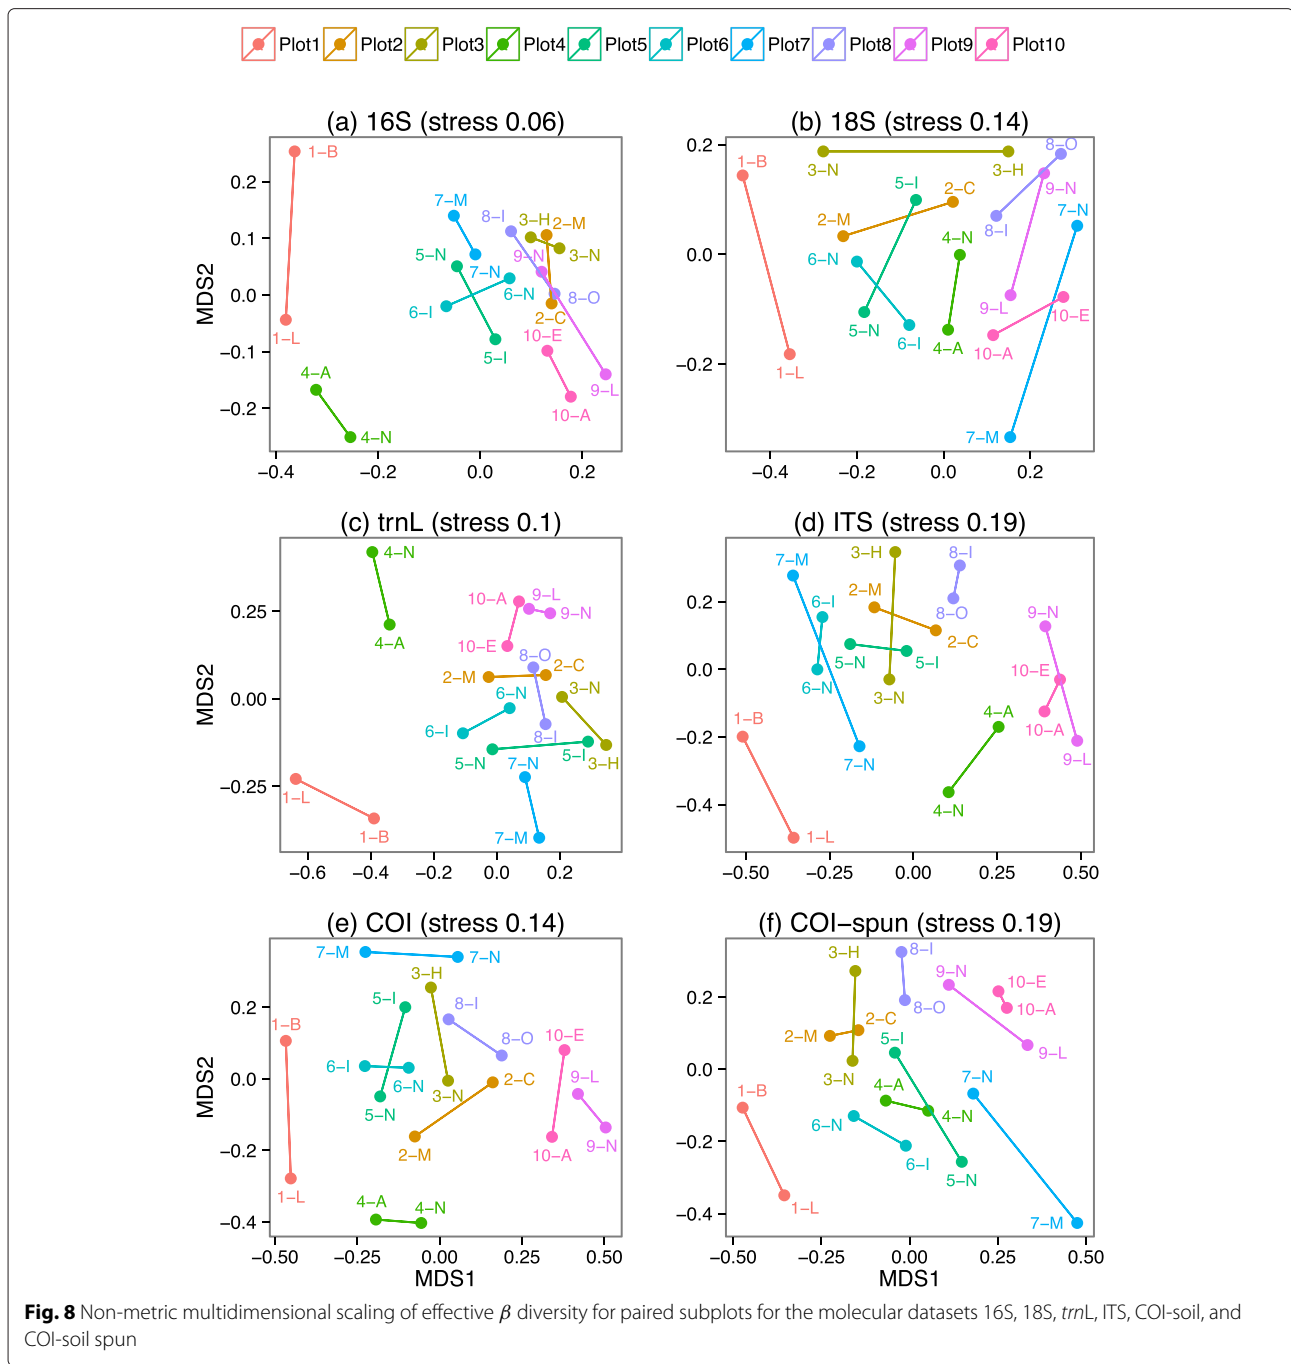 Plot1 Plot2 Plot3 Plot4 Plot5 Plot6 Plot7 Plot8 Plot9 Plot10
(a) 16S (stress 0.06)
MDS2
0.2
0.1
0.0
−0.1
−0.2
−0.4
−0.2
0.0
0.2
1−B
1−L
4−A
4−N
7−M
7−N
5−N
5−I
6−I
6−N
8−I
8−O
3−H
3−N
2−M
2−C
9−N
9−L
10−E
10−A
(b) 18S (stress 0.14)
0.2
0.0
−0.2
−0.4
−0.2
0.0
0.2
1−B
1−L
3−N
3−H
2−M
2−C
5−I
5−N
6−N
6−I
4−N
4−A
8−O
8−I
9−N
9−L
7−N
7−M
10−E
10−A
(c) trnL (stress 0.1)
0.25
0.00
−0.25
−0.6
−0.4
−0.2
0.0
0.2
MDS2
4−N
4−A
10−A
10−E
9−L
9−N
8−O
8−I
2−M
2−C
3−N
3−H
6−N
6−I
5−N
5−I
7−N
7−M
1−L
1−B
(d) ITS (stress 0.19)
0.2
0.0
−0.2
−0.4
−0.50
−0.25
0.00
0.25
0.50
7−M
7−N
6−I
6−N
3−H
3−N
2−M
2−C
5−N
5−I
8−I
8−O
9−N
9−L
10−E
10−A
4−A
4−N
1−B
1−L
(e) COI (stress 0.14)
0.2
0.0
−0.2
−0.4
−0.50
−0.25
0.00
0.25
0.50
MDS2
MDS1
7−M
7−N
5−I
5−N
3−H
3−N
8−I
8−O
1−B
1−L
6−I
6−N
2−C
2−M
10−E
10−A
9−L
9−N
4−A
4−N
(f) COI−spun (stress 0.19)
0.2
0.0
−0.2
−0.4
−0.50
−0.25
0.00
0.25
0.50
MDS1
3−H
3−N
8−I
8−O
9−N
9−L
10−E
10−A
2−M
2−C
5−I
5−N
4−A
4−N
6−N
6−I
7−N
7−M
1−B
1−L
Fig. 8 Non-metric multidimensional scaling of effective β diversity for paired subplots for the molecular datasets 16S, 18S, trnL, ITS, COI-soil, and
COI-soil spun